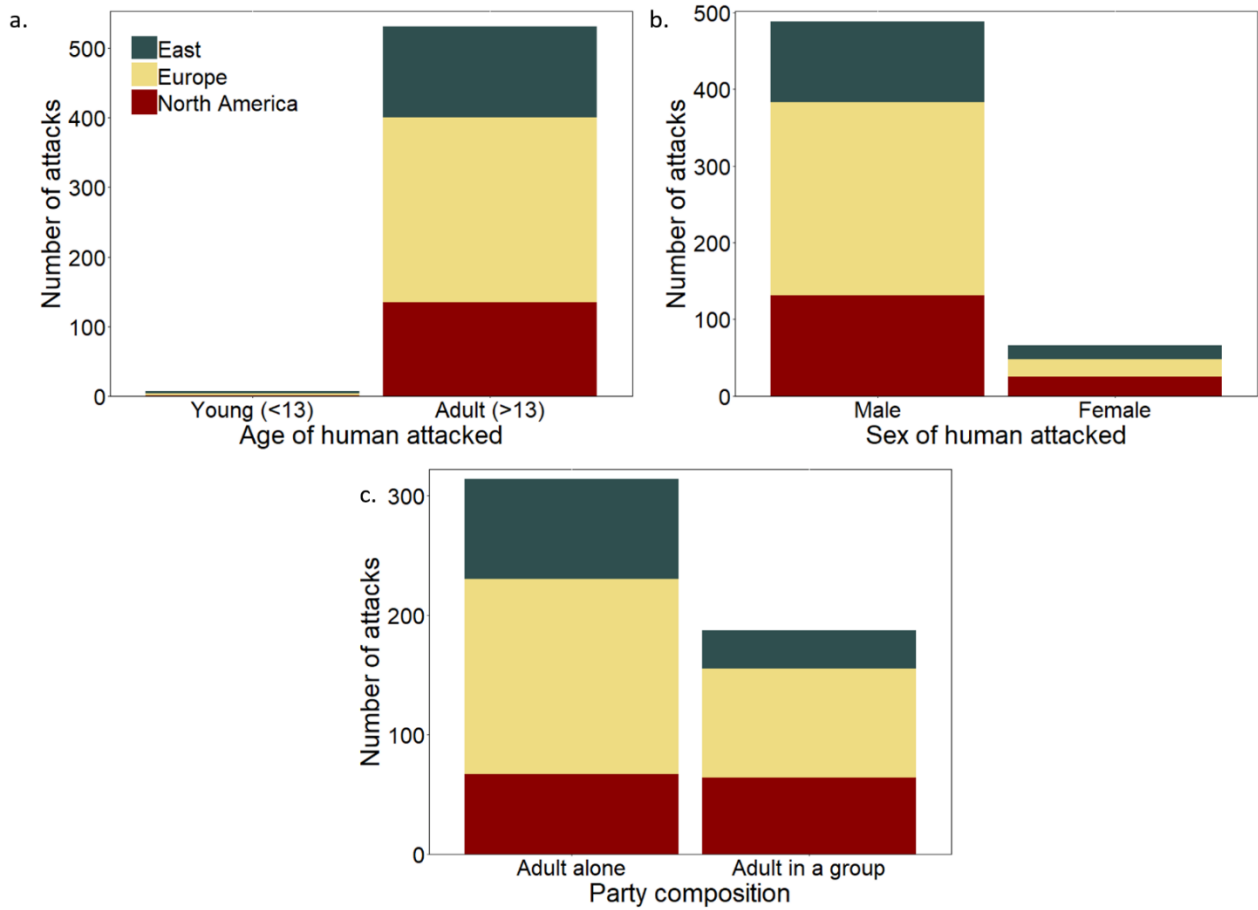 a.
East
Europe
North America
500
400
300
200
100
0
Number of attacks
Young (<13)
Adult (>13)
Age of human attacked
b.
500
400
300
200
100
0
Number of attacks
Male
Female
Sex of human attacked
c.
300
200
100
0
Number of attacks
Adult alone
Adult in a group
Party composition